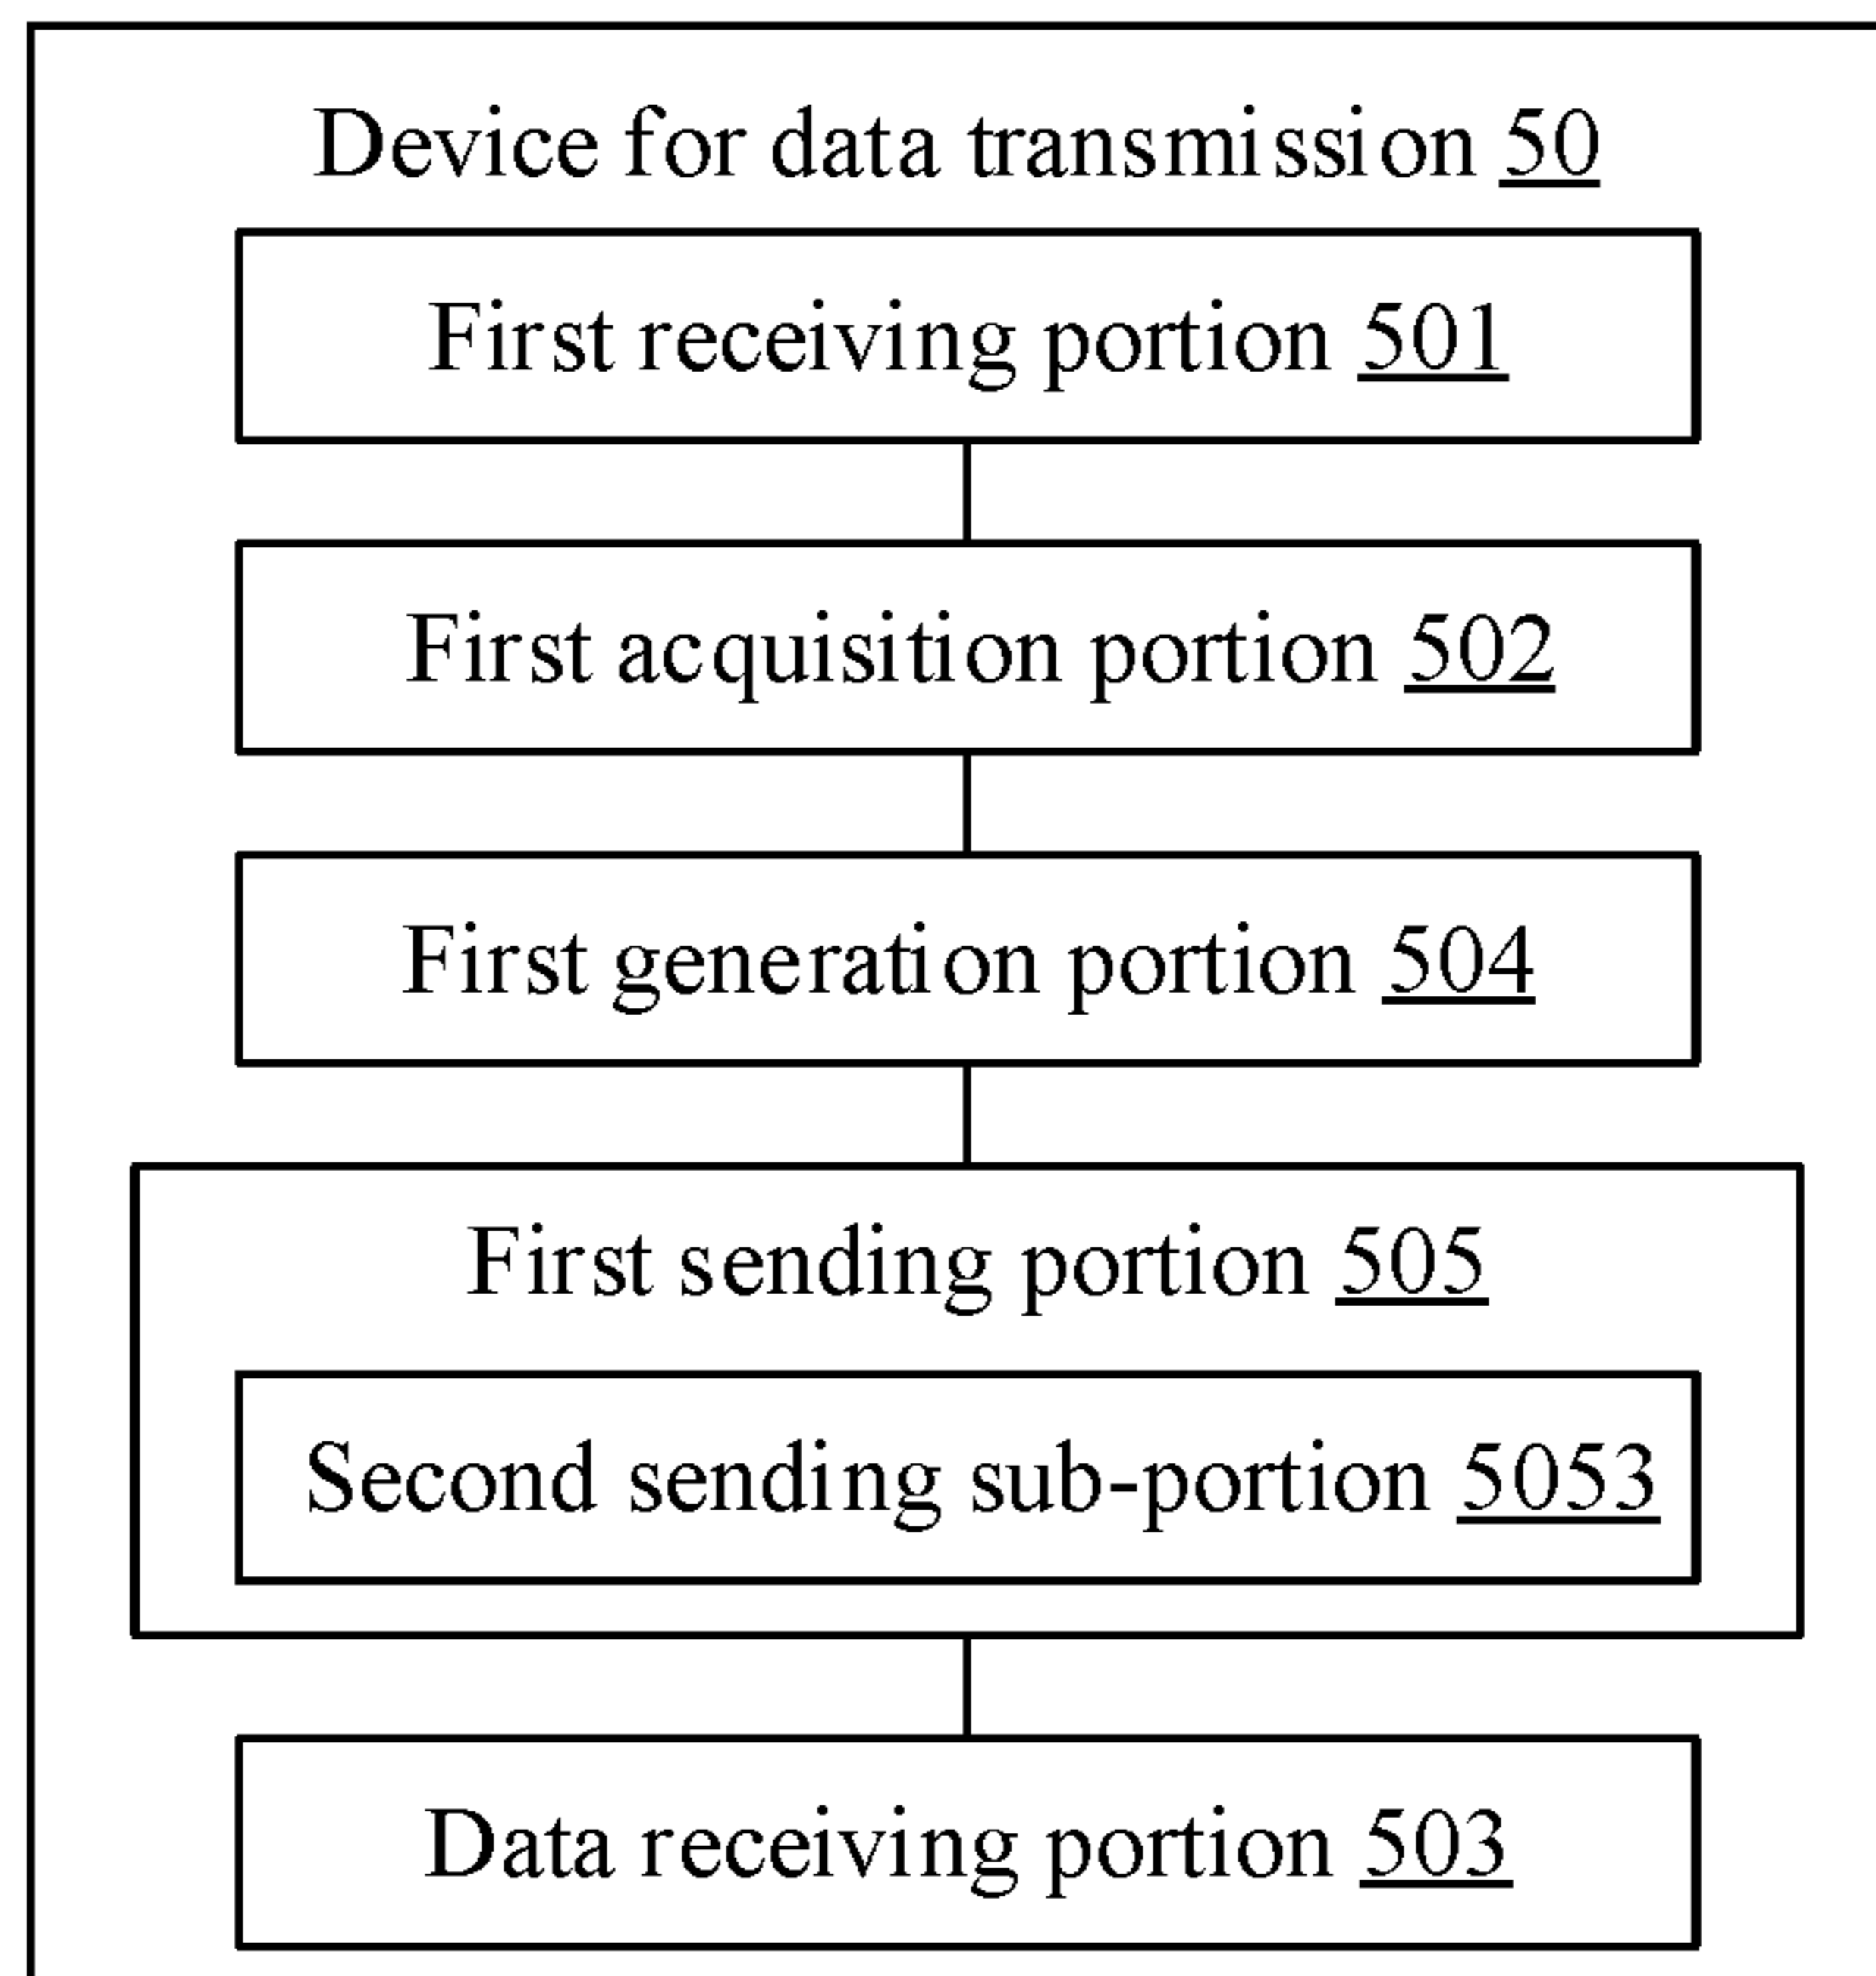 Device for data transmission 50
First receiving portion 501
First acquisition portion 502
First generation portion 504
First sending portion 505
Second sending sub-portion 5053
Data receiving portion 503